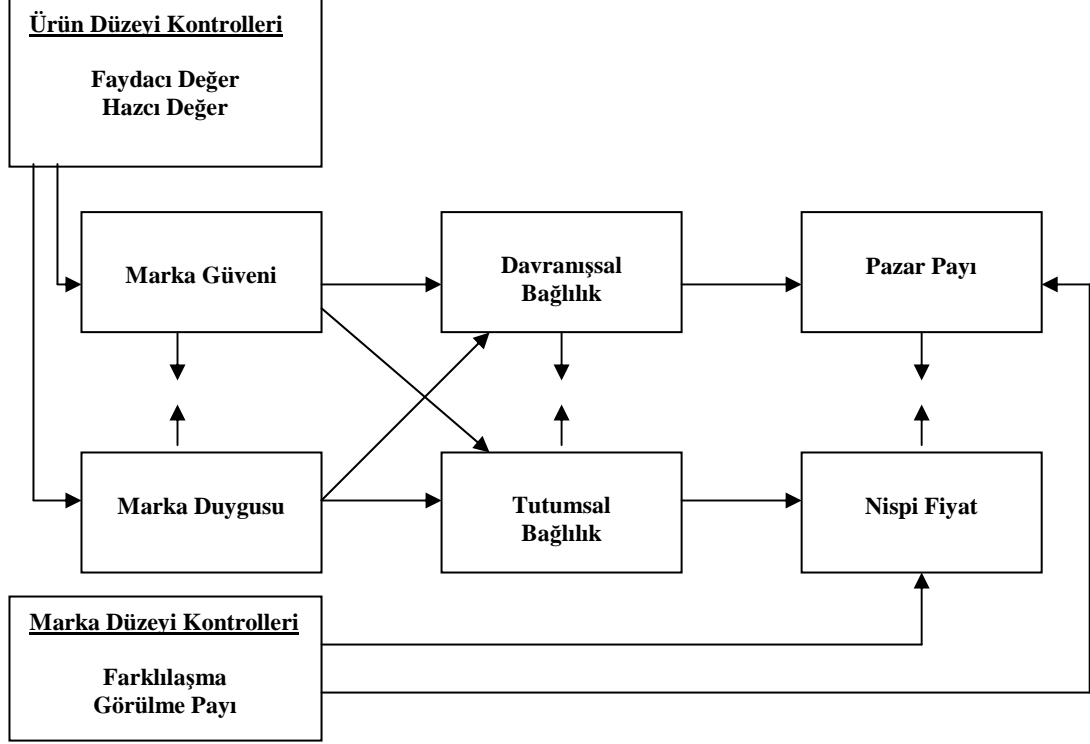 Ürün Düzeyi Kontrolleri
Faydacı Değer
Hazcı Değer
Marka Güveni
Davranışsal
Bağlılık
Pazar Payı
Marka Duygusu
Tutumsal
Bağlılık
Nispi Fiyat
Marka Düzeyi Kontrolleri
Farklılaşma
Görülme Payı